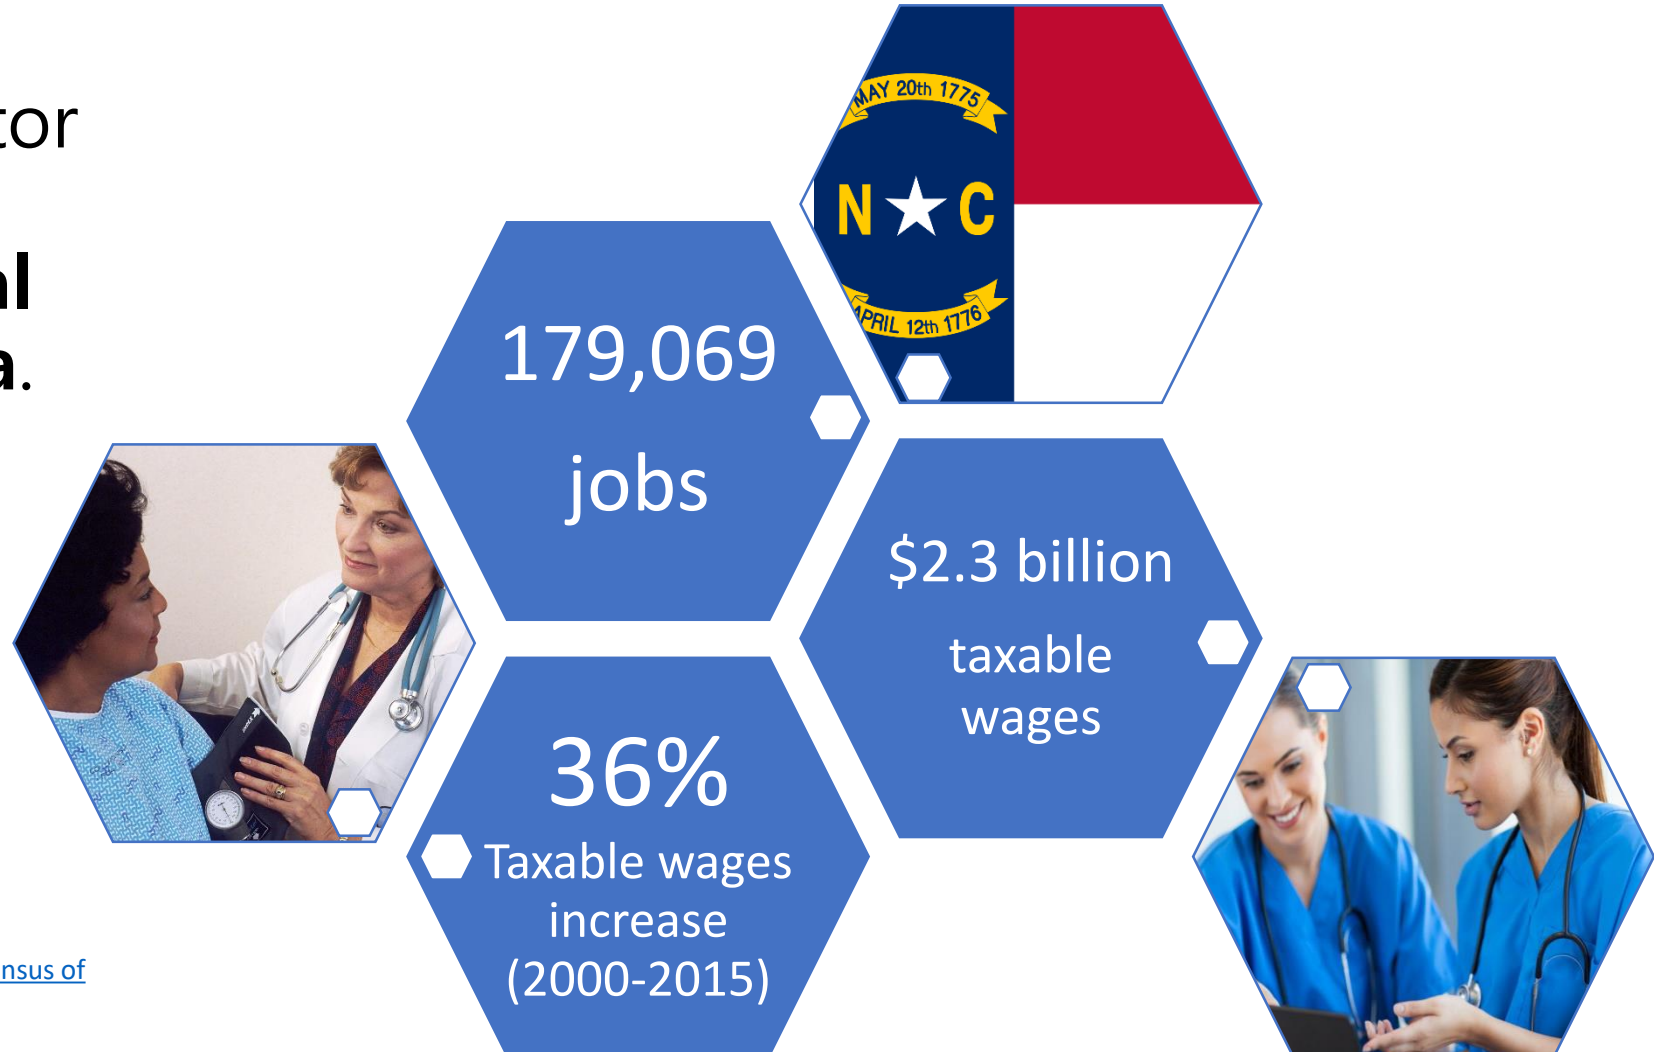 tor
al
a.
179,069
jobs
MAY 20th 1775
N C
APRIL 12th 1776
$2.3 billion
taxable
wages
36%
Taxable wages
increase
(2000-2015)
nsus of